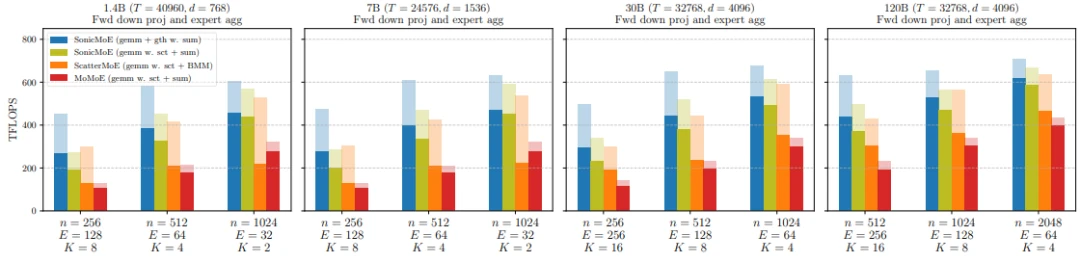 1.4B (T = 40960, d = 768)
Fwd down proj and expert agg
7B (T = 24576, d = 1536)
Fwd down proj and expert agg
30B (T = 32768, d = 4096)
Fwd down proj and expert agg
120B (T = 32768, d = 4096)
Fwd down proj and expert agg
TFLOPS
800
600
400
200
0
SonicMoE (gemm + gth w. sum)
SonicMoE (gemm w. sct + sum)
ScatterMoE (gemm w. sct + BMM)
MoMoE (gemm w. sct + sum)
n = 256
E = 128
K = 8
n = 512
E = 64
K = 4
n = 1024
E = 32
K = 2
n = 256
E = 128
K = 8
n = 512
E = 64
K = 4
n = 1024
E = 32
K = 2
n = 256
E = 256
K = 16
n = 512
E = 128
K = 8
n = 1024
E = 64
K = 4
n = 512
E = 256
K = 16
n = 1024
E = 128
K = 8
n = 2048
E = 64
K = 4